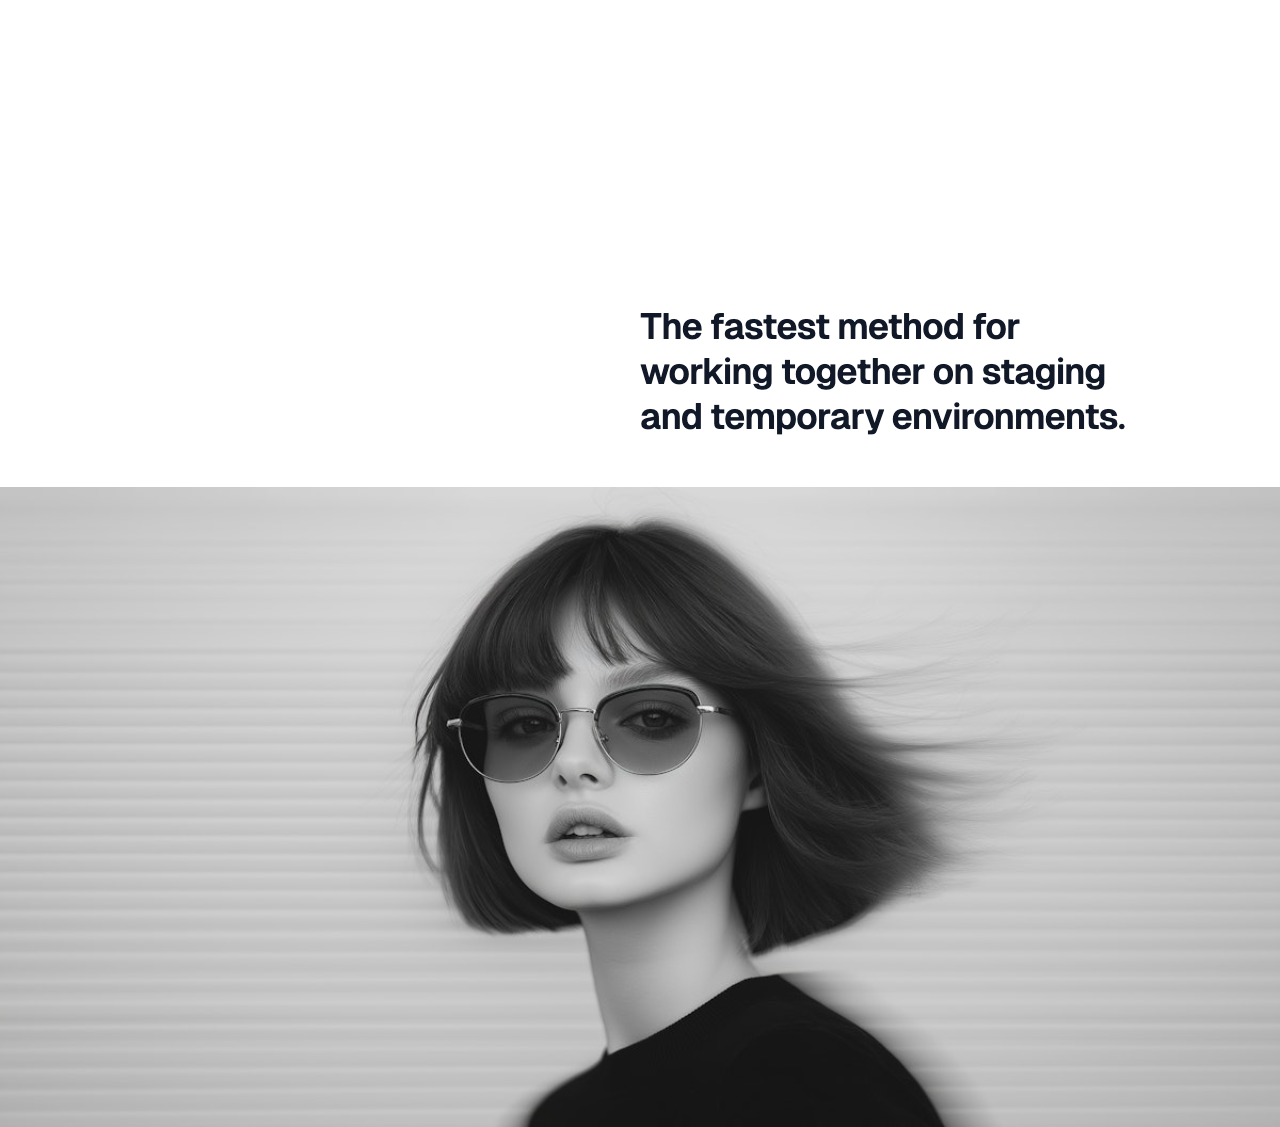 The fastest method for
working together on staging
and temporary environments.